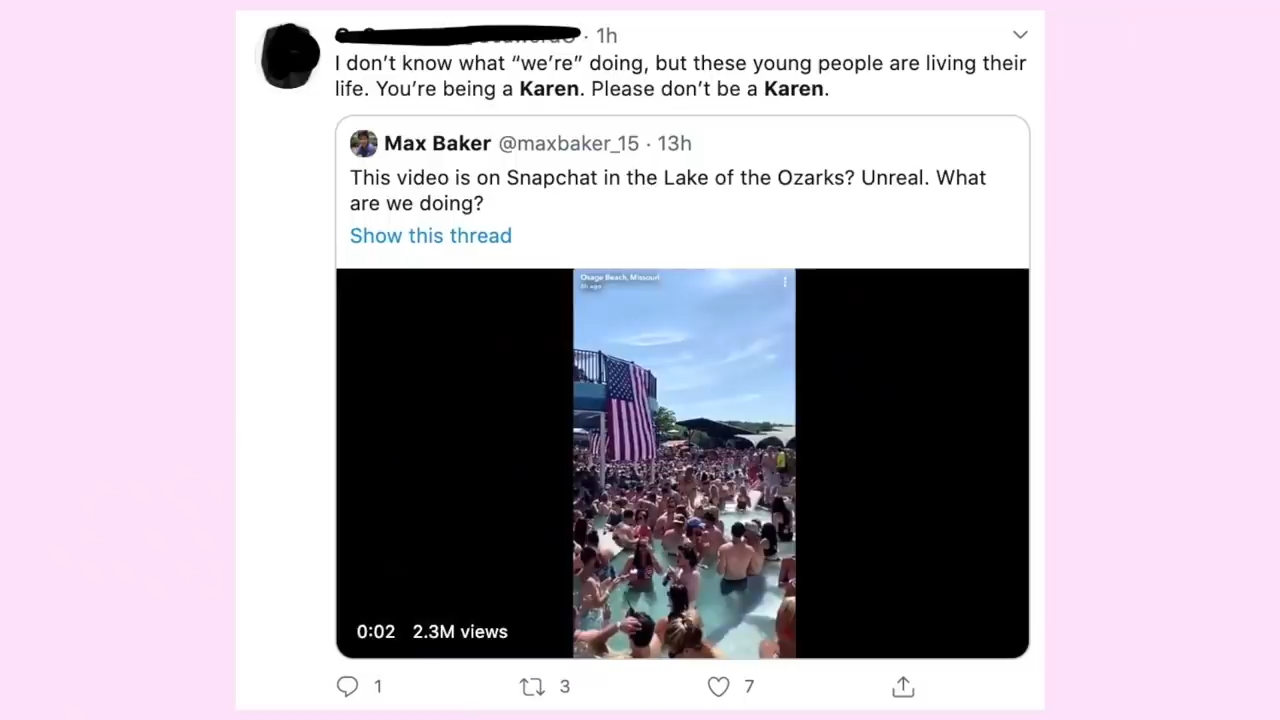 · 1h
I don’t know what “we’re” doing, but these young people are living their
life. You’re being a Karen. Please don’t be a Karen.
Max Baker @maxbaker_15 · 13h
This video is on Snapchat in the Lake of the Ozarks? Unreal. What
are we doing?
Show this thread
Osage Beach, Missouri
ago
0:02 2.3M views
1 3 7